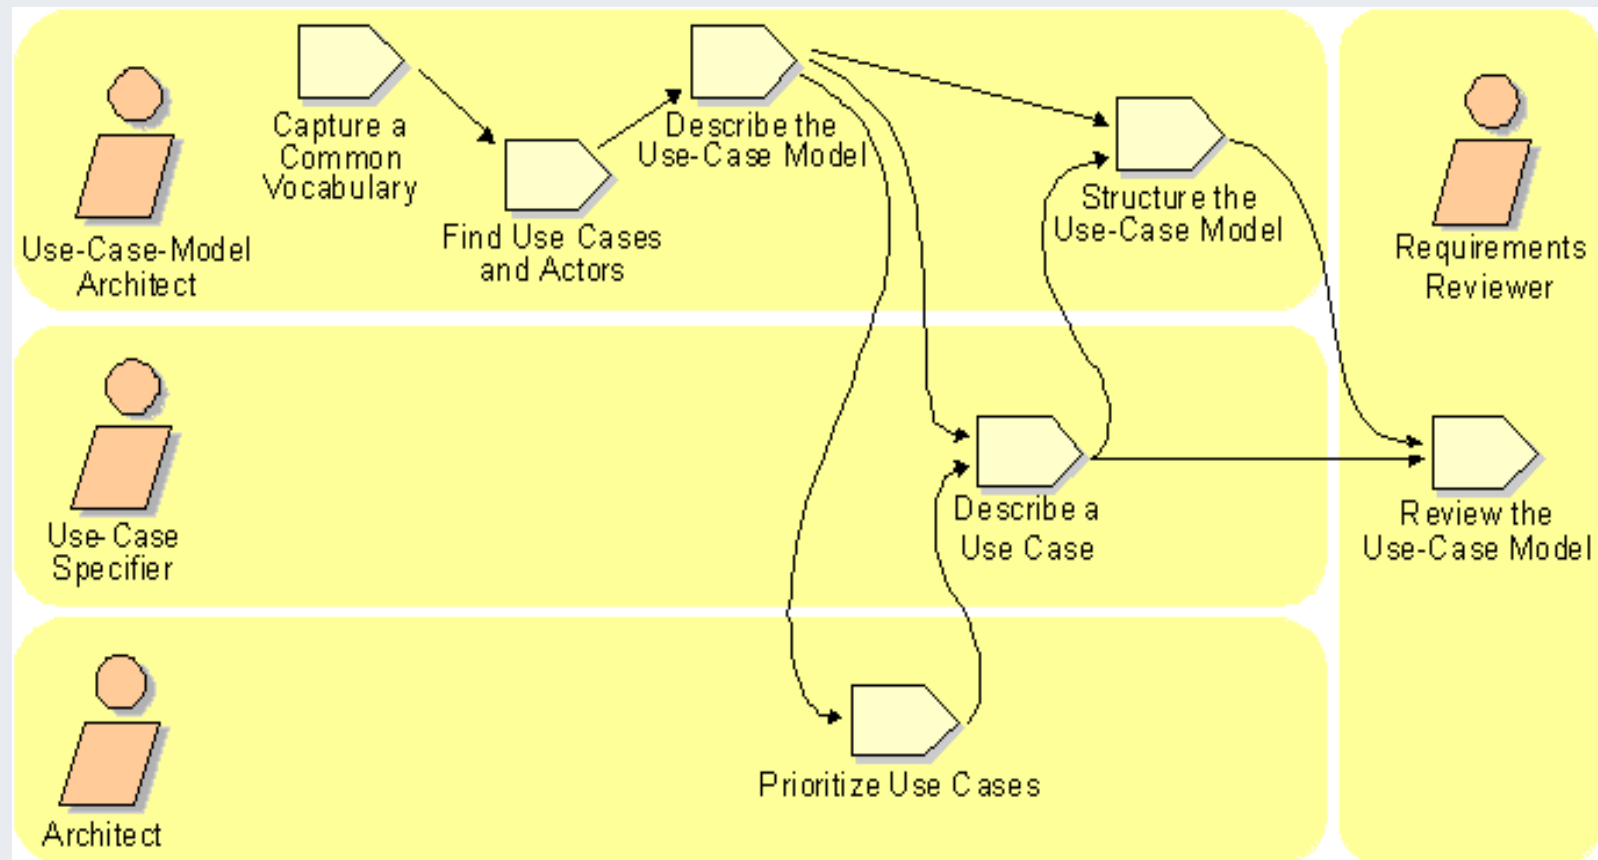 Capture a
Common
Vocabulary
Describe the
Use-Case Model
Find Use Cases
and Actors
Structure the
Use-Case Model
Use-Case-Model
Architect
Requirements
Reviewer
Use-Case
Specifier
Describe a
Use Case
Review the
Use-Case Model
Prioritize Use Cases
Architect